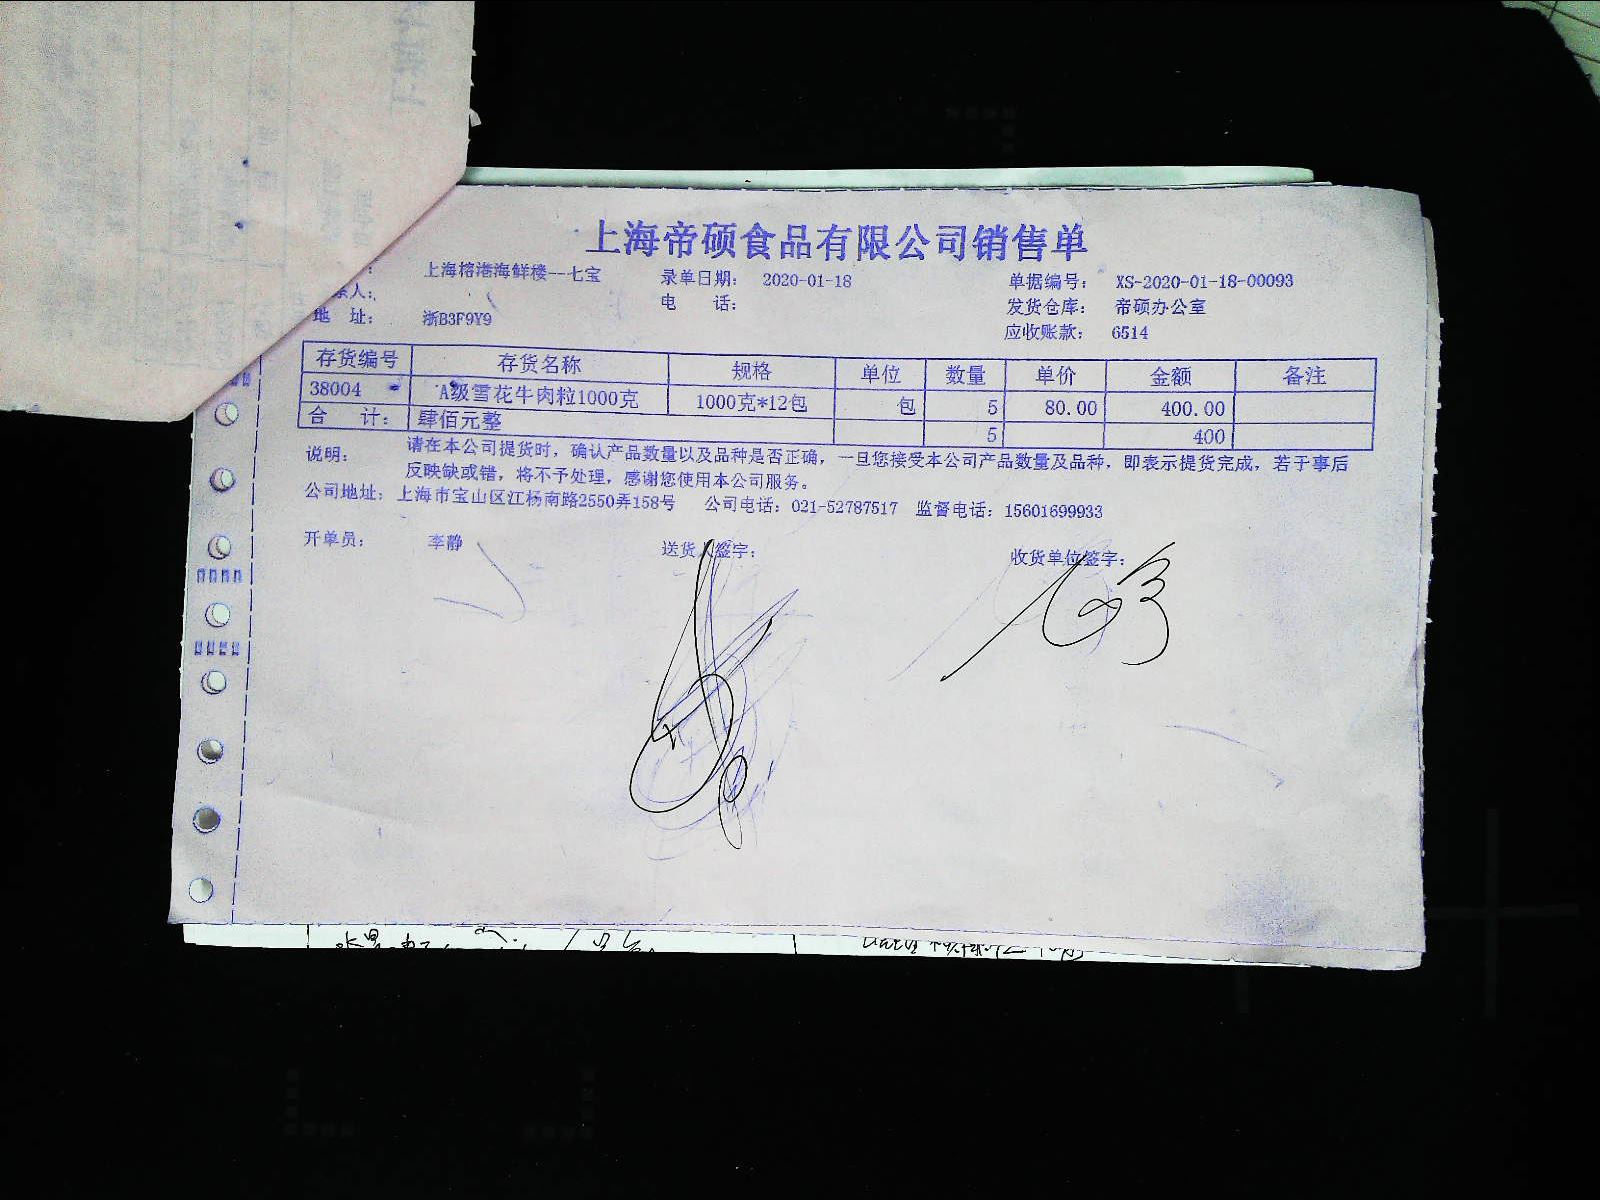 上海帝硕食品有限公司销售单
上海榕港海鲜楼--七宝 录单日期： 2020-01-18 单据编号： XS-2020-01-18-00093
系人： 电 话： 发货仓库： 帝硕办公室
地 址： 浙B3F9Y9 应收账款： 6514
存货编号 存货名称 规格 单位 数量 单价 金额 备注
38004 A级雪花牛肉粒1000克 1000克*12包 包 5 80.00 400.00
合 计： 肆佰元整 5 400
说明： 请在本公司提货时，确认产品数量以及品种是否正确，一旦您接受本公司产品数量及品种，即表示提货完成，若于事后
反映缺或错，将不予处理，感谢您使用本公司服务。
公司地址：上海市宝山区江杨南路2550弄158号 公司电话：021-52787517 监督电话：15601699933
开单员： 李静 送货人签字： 收货单位签字：